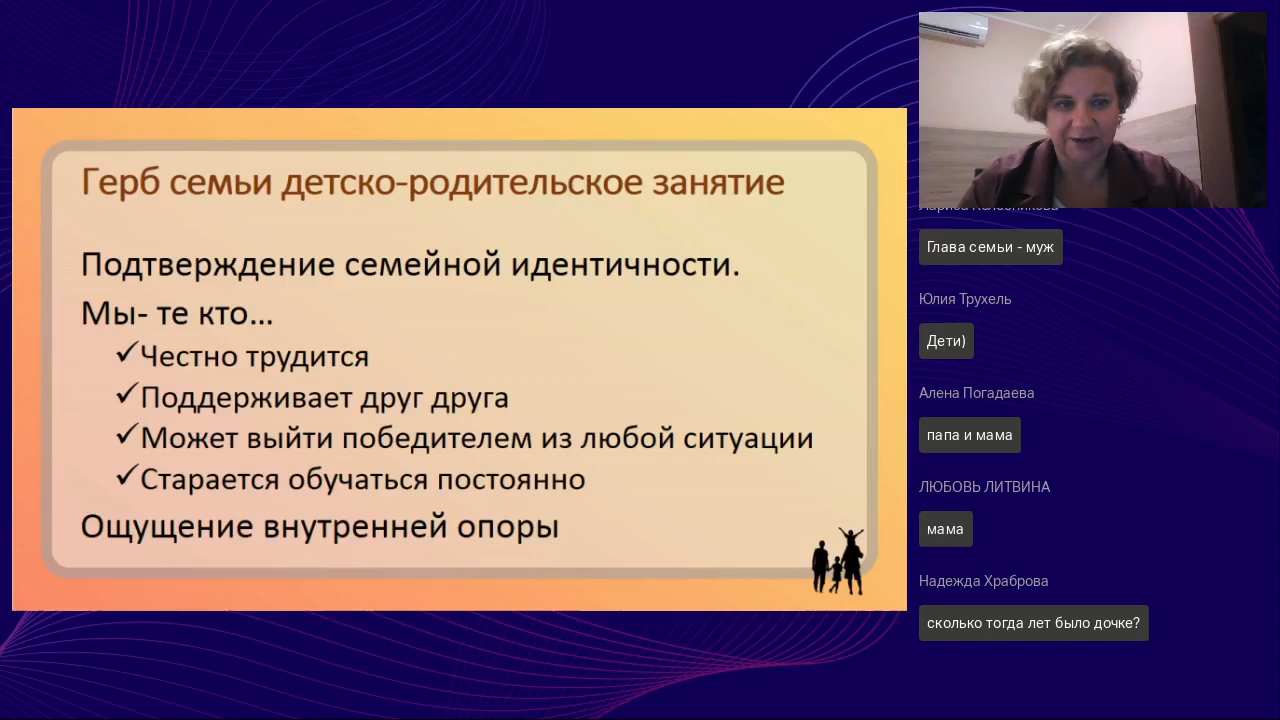 Герб семьи детско-родительское занятие
Подтверждение семейной идентичности.
Мы- те кто...
✓Честно трудится
✓Поддерживает друг друга
✓Может выйти победителем из любой ситуации
✓Старается обучаться постоянно
Ощущение внутренней опоры
Глава семьи - муж
Юлия Трухель
Дети)
Алена Погадаева
папа и мама
ЛЮБОВЬ ЛИТВИНА
мама
Надежда Храброва
сколько тогда лет было дочке?